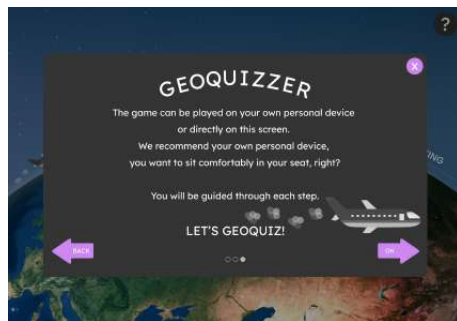 ?
X
GEOQUIZZER
The game can be played on your own personal device
or directly on this screen.
We recommend your own personal device,
you want to sit comfortably in your seat, right?
You will be guided through each step.
LET'S GEOQUIZ!
BACK